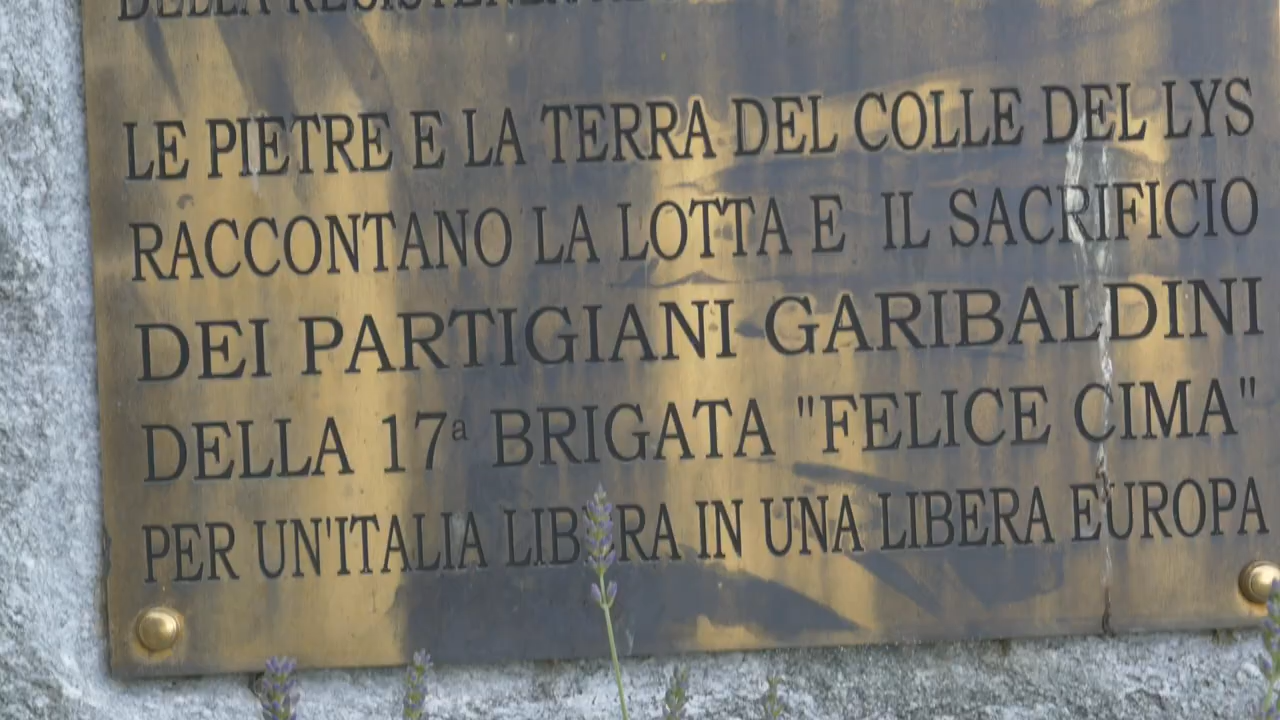 DELLA
LE PIETRE E LA TERRA DEL COLLE DEL LYS
RACCONTANO LA LOTTA E IL SACRIFICIO
DEI PARTIGIANI GARIBALDINI
DELLA 17ª BRIGATA "FELICE CIMA"
PER UN'ITALIA LIBERA IN UNA LIBERA EUROPA